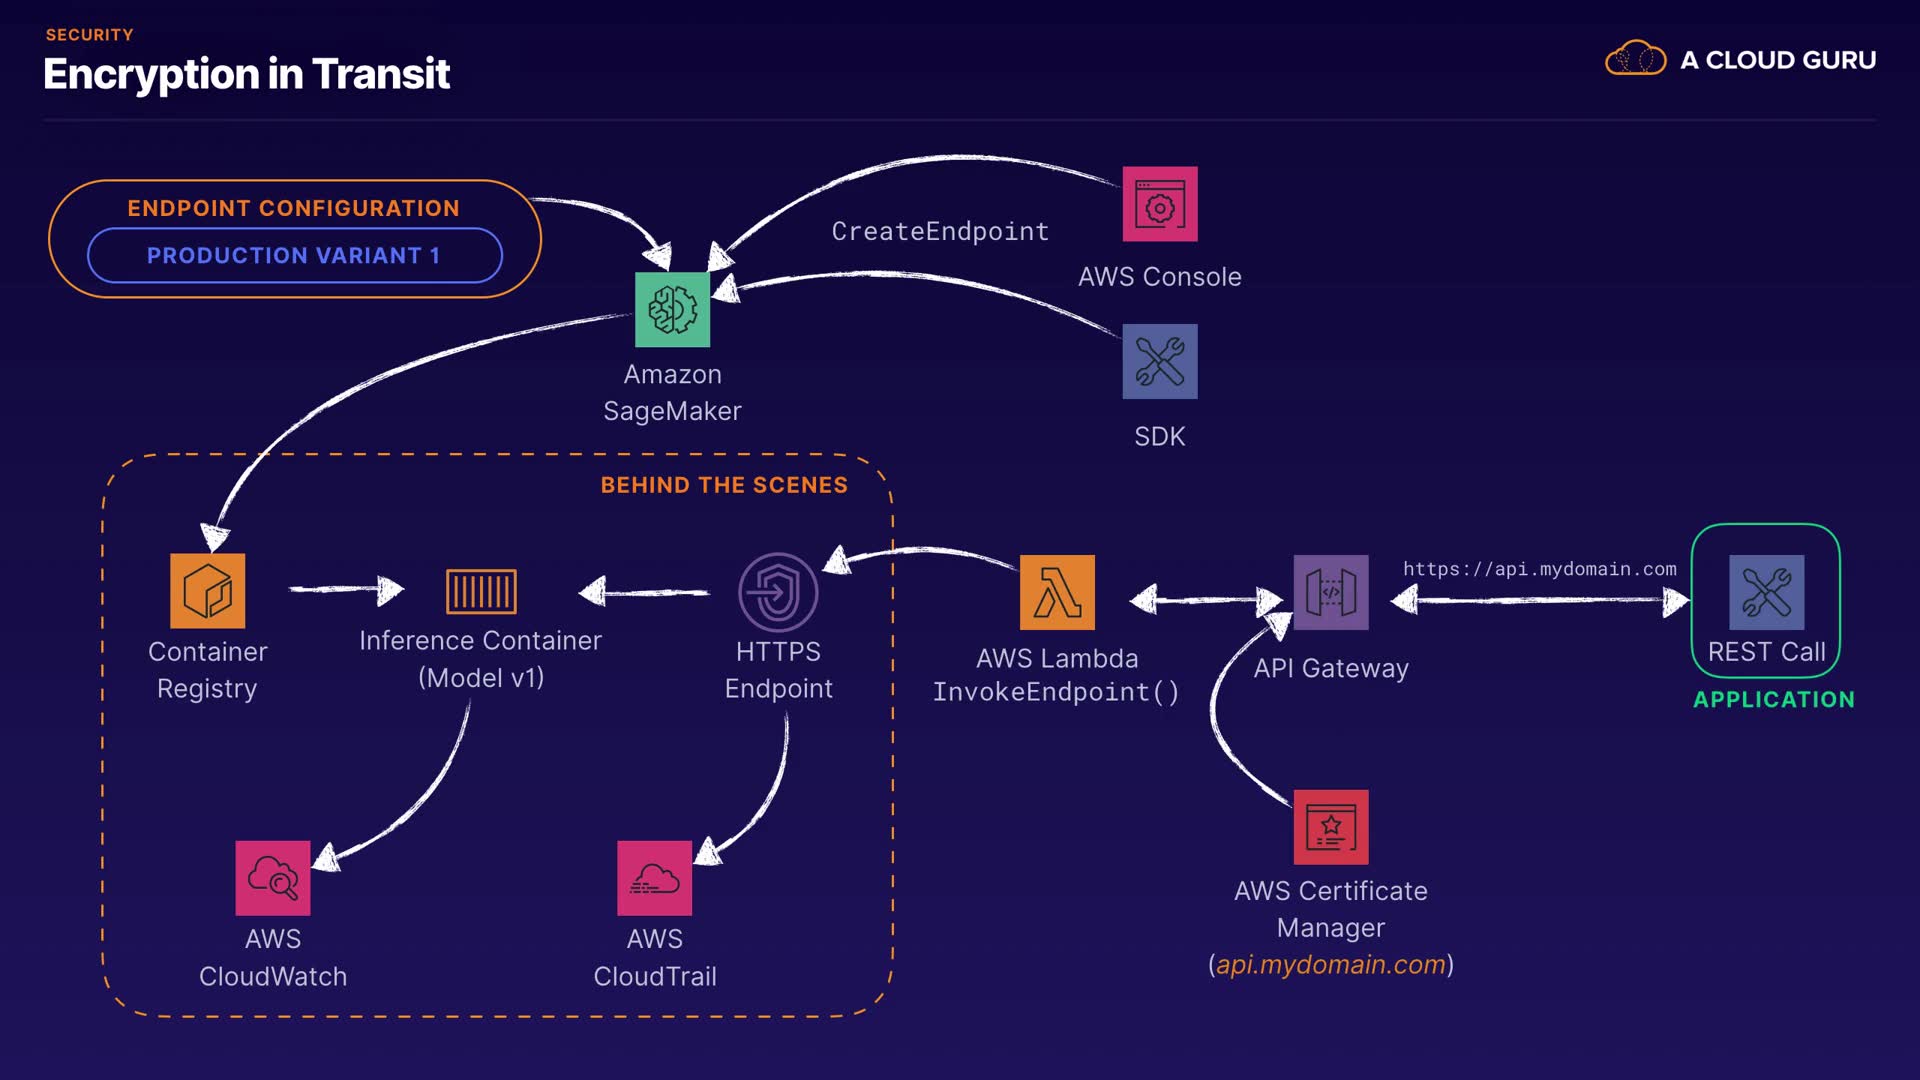 SECURITY
Encryption in Transit
A CLOUD GURU
ENDPOINT CONFIGURATION
PRODUCTION VARIANT 1
CreateEndpoint
AWS Console
Amazon
SageMaker
SDK
BEHIND THE SCENES
Container
Registry
Inference Container
(Model v1)
HTTPS
Endpoint
AWS Lambda
InvokeEndpoint()
API Gateway
https://api.mydomain.com
REST Call
APPLICATION
AWS
CloudWatch
AWS
CloudTrail
AWS Certificate
Manager
(api.mydomain.com)